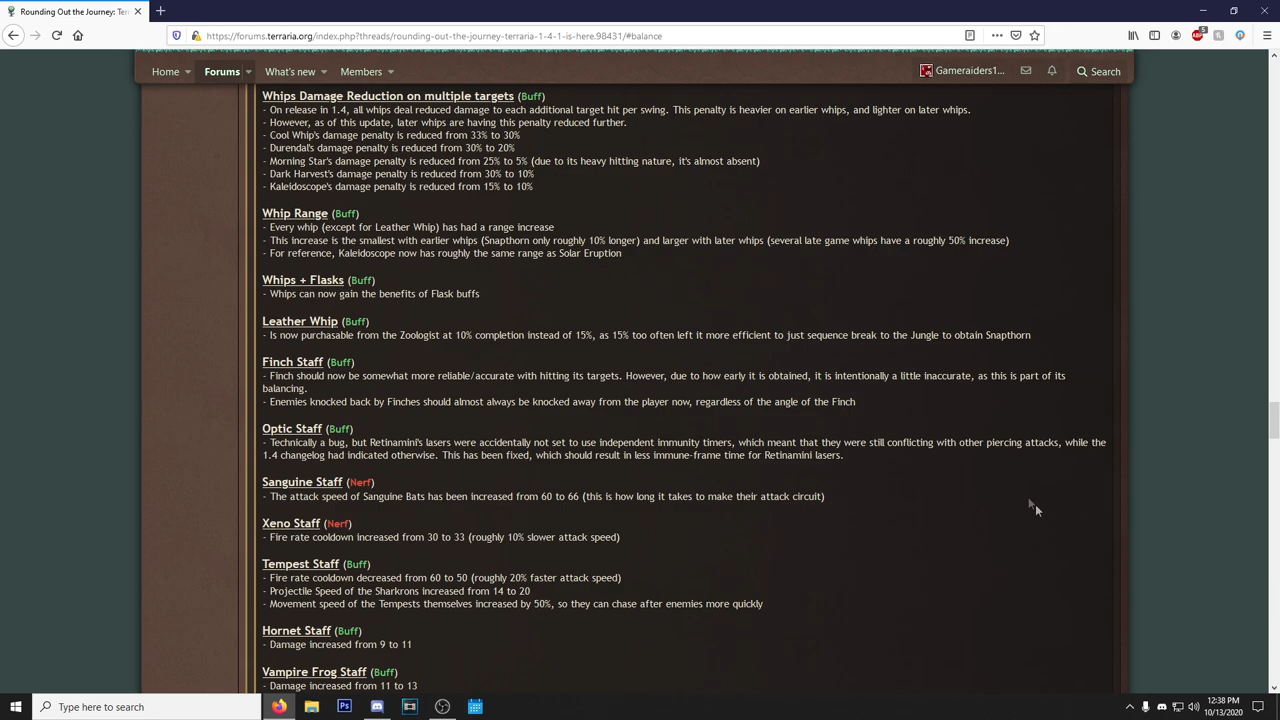 Rounding Out the Journey: Terr
https://forums.terraria.org/index.php?threads/rounding-out-the-journey-terraria-1-4-1-is-here.98431/#balance
Home Forums What's new Members Gameraiders1... Search
Whips Damage Reduction on multiple targets (Buff)
- On release in 1.4, all whips deal reduced damage to each additional target hit per swing. This penalty is heavier on earlier whips, and lighter on later whips.
- However, as of this update, later whips are having this penalty reduced further.
- Cool Whip's damage penalty is reduced from 33% to 30%
- Durendal's damage penalty is reduced from 30% to 20%
- Morning Star's damage penalty is reduced from 25% to 5% (due to its heavy hitting nature, it's almost absent)
- Dark Harvest's damage penalty is reduced from 30% to 10%
- Kaleidoscope's damage penalty is reduced from 15% to 10%
Whip Range (Buff)
- Every whip (except for Leather Whip) has had a range increase
- This increase is the smallest with earlier whips (Snapthorn only roughly 10% longer) and larger with later whips (several late game whips have a roughly 50% increase)
- For reference, Kaleidoscope now has roughly the same range as Solar Eruption
Whips + Flasks (Buff)
- Whips can now gain the benefits of Flask buffs
Leather Whip (Buff)
- Is now purchasable from the Zoologist at 10% completion instead of 15%, as 15% too often left it more efficient to just sequence break to the Jungle to obtain Snapthorn
Finch Staff (Buff)
- Finch should now be somewhat more reliable/accurate with hitting its targets. However, due to how early it is obtained, it is intentionally a little inaccurate, as this is part of its
balancing.
- Enemies knocked back by Finches should almost always be knocked away from the player now, regardless of the angle of the Finch
Optic Staff (Buff)
- Technically a bug, but Retinamini's lasers were accidentally not set to use independent immunity timers, which meant that they were still conflicting with other piercing attacks, while the
1.4 changelog had indicated otherwise. This has been fixed, which should result in less immune-frame time for Retinamini lasers.
Sanguine Staff (Nerf)
- The attack speed of Sanguine Bats has been increased from 60 to 66 (this is how long it takes to make their attack circuit)
Xeno Staff (Nerf)
- Fire rate cooldown increased from 30 to 33 (roughly 10% slower attack speed)
Tempest Staff (Buff)
- Fire rate cooldown decreased from 60 to 50 (roughly 20% faster attack speed)
- Projectile Speed of the Sharkrons increased from 14 to 20
- Movement speed of the Tempests themselves increased by 50%, so they can chase after enemies more quickly
Hornet Staff (Buff)
- Damage increased from 9 to 11
Vampire Frog Staff (Buff)
- Damage increased from 11 to 13
Type here to search
12:38 PM
10/13/2020